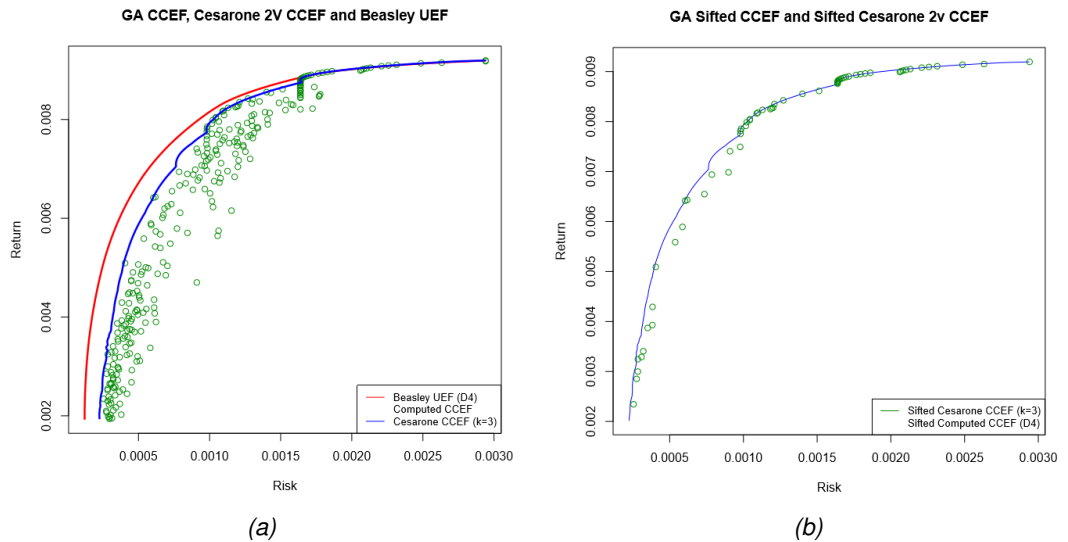 GA CCEF, Cesarone 2V CCEF and Beasley UEF
Return
0.002 0.004 0.006 0.008
Beasley UEF (D4)
Computed CCEF
Cesarone CCEF (k=3)
0.0005 0.0010 0.0015 0.0020 0.0025 0.0030
Risk
(a)
GA Sifted CCEF and Sifted Cesarone 2v CCEF
Return
0.002 0.003 0.004 0.005 0.006 0.007 0.008 0.009
Sifted Cesarone CCEF (k=3)
Sifted Computed CCEF (D4)
0.0005 0.0010 0.0015 0.0020 0.0025 0.0030
Risk
(b)